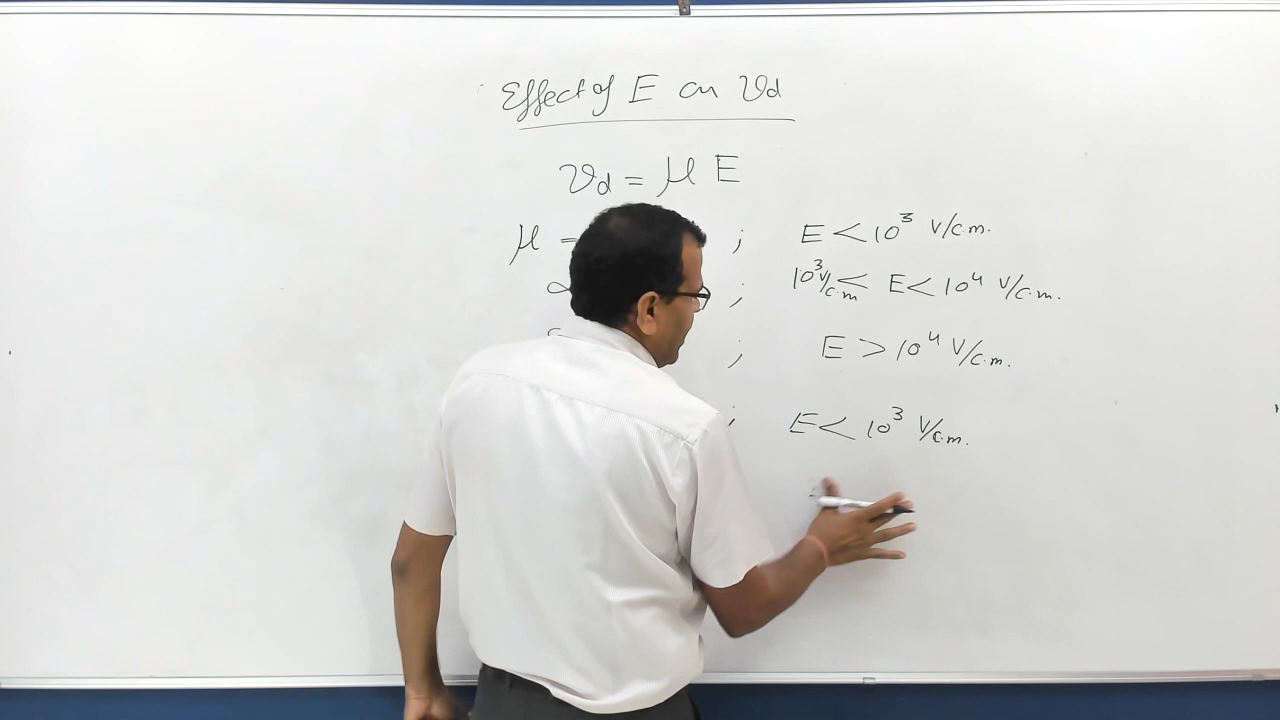 Effect of E on vd
vd = μ E
μ = ; E < 10³ V/c.m.
∝ ; 10³ V/c.m < E < 10⁴ V/c.m.
; E > 10⁴ V/c.m.
; E < 10³ V/c.m.